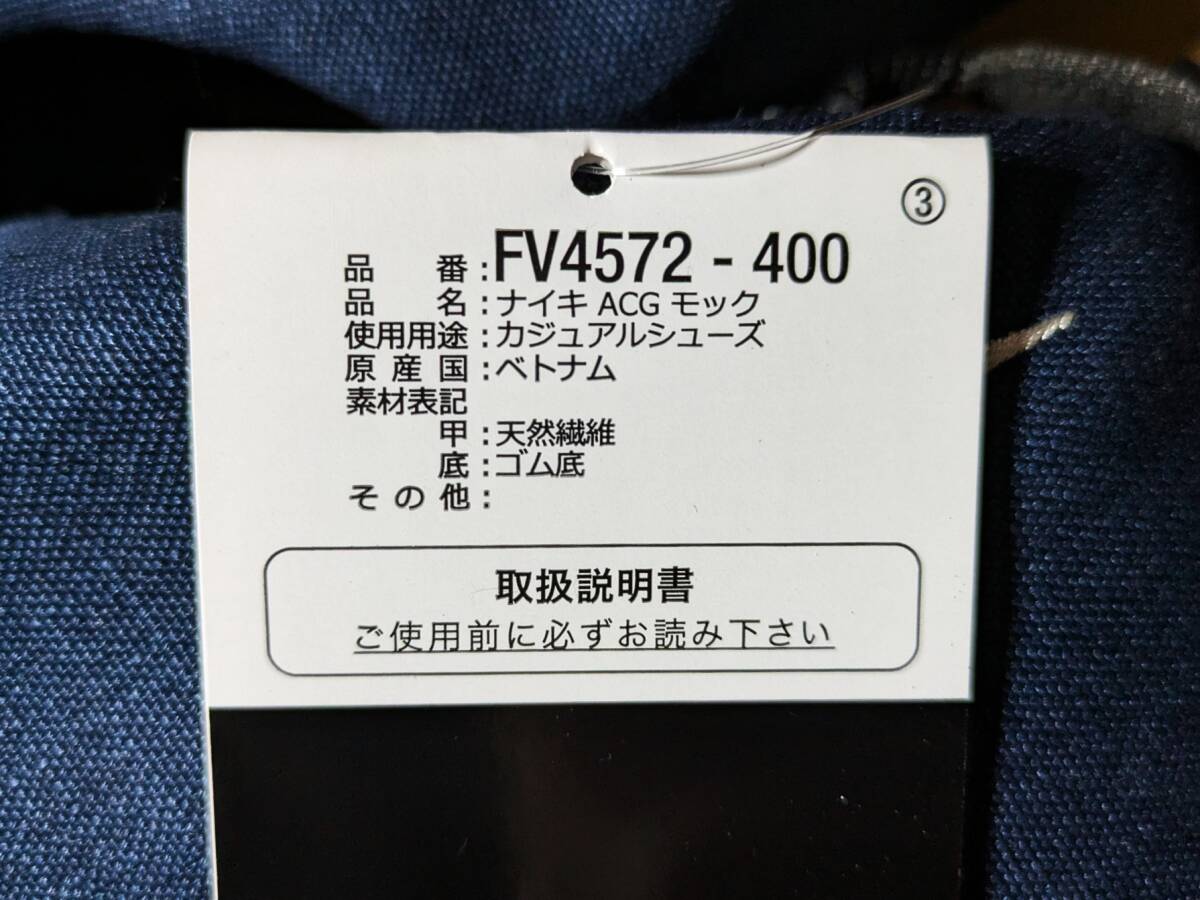 ③
品番:FV4572-400
品名:ナイキ ACG モック
使用用途:カジュアルシューズ
原産国:ベトナム
素材表記
甲:天然繊維
底:ゴム底
その他:
取扱説明書
ご使用前に必ずお読み下さい